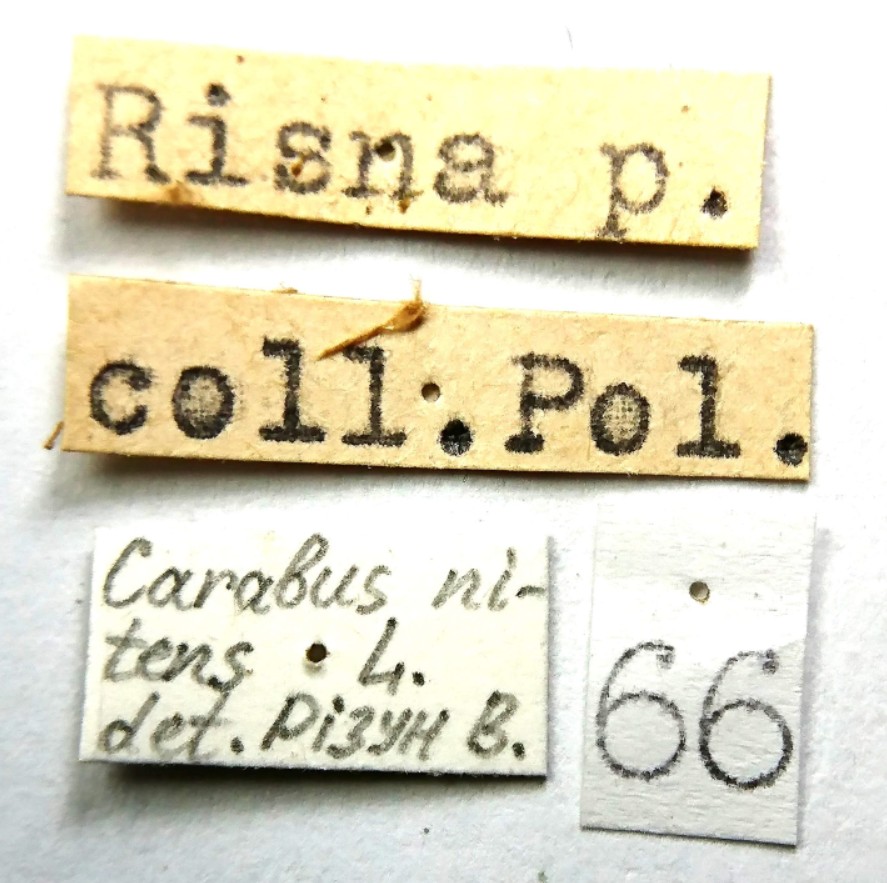 Risna p.
coll.Pol.
Carabus ni-
tens L.
det. Різун В.
66